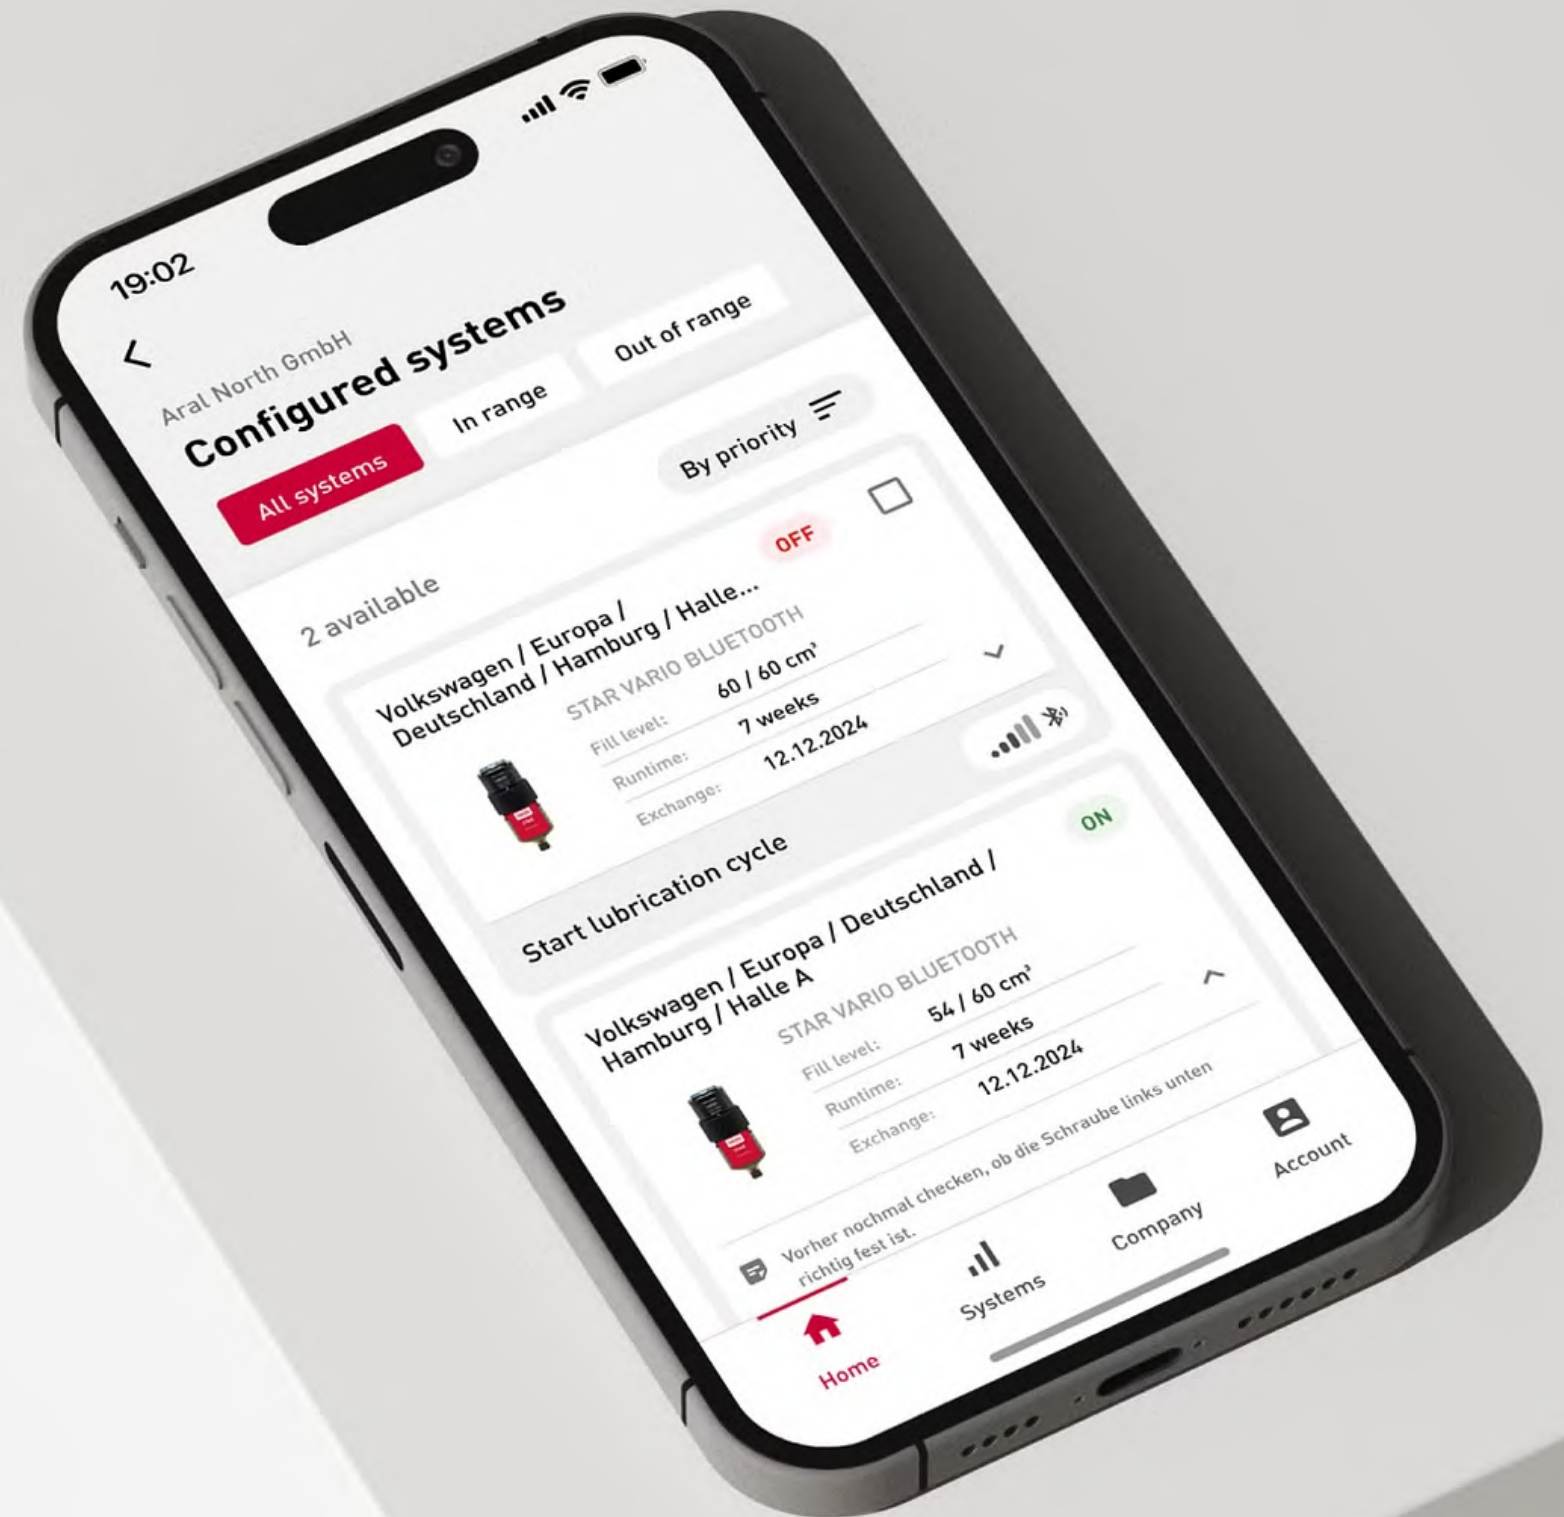 19:02
Aral North GmbH
Configured systems
All systems
In range
Out of range
By priority
2 available
Volkswagen / Europa /
Deutschland / Hamburg / Halle...
OFF
STAR VARIO BLUETOOTH
Fill level: 60 / 60 cm³
Runtime: 7 weeks
Exchange: 12.12.2024
Start lubrication cycle
Volkswagen / Europa / Deutschland /
Hamburg / Halle A
ON
STAR VARIO BLUETOOTH
Fill level: 54 / 60 cm³
Runtime: 7 weeks
Exchange: 12.12.2024
Vorher nochmal checken, ob die Schraube links unten
richtig fest ist.
Home
Systems
Company
Account